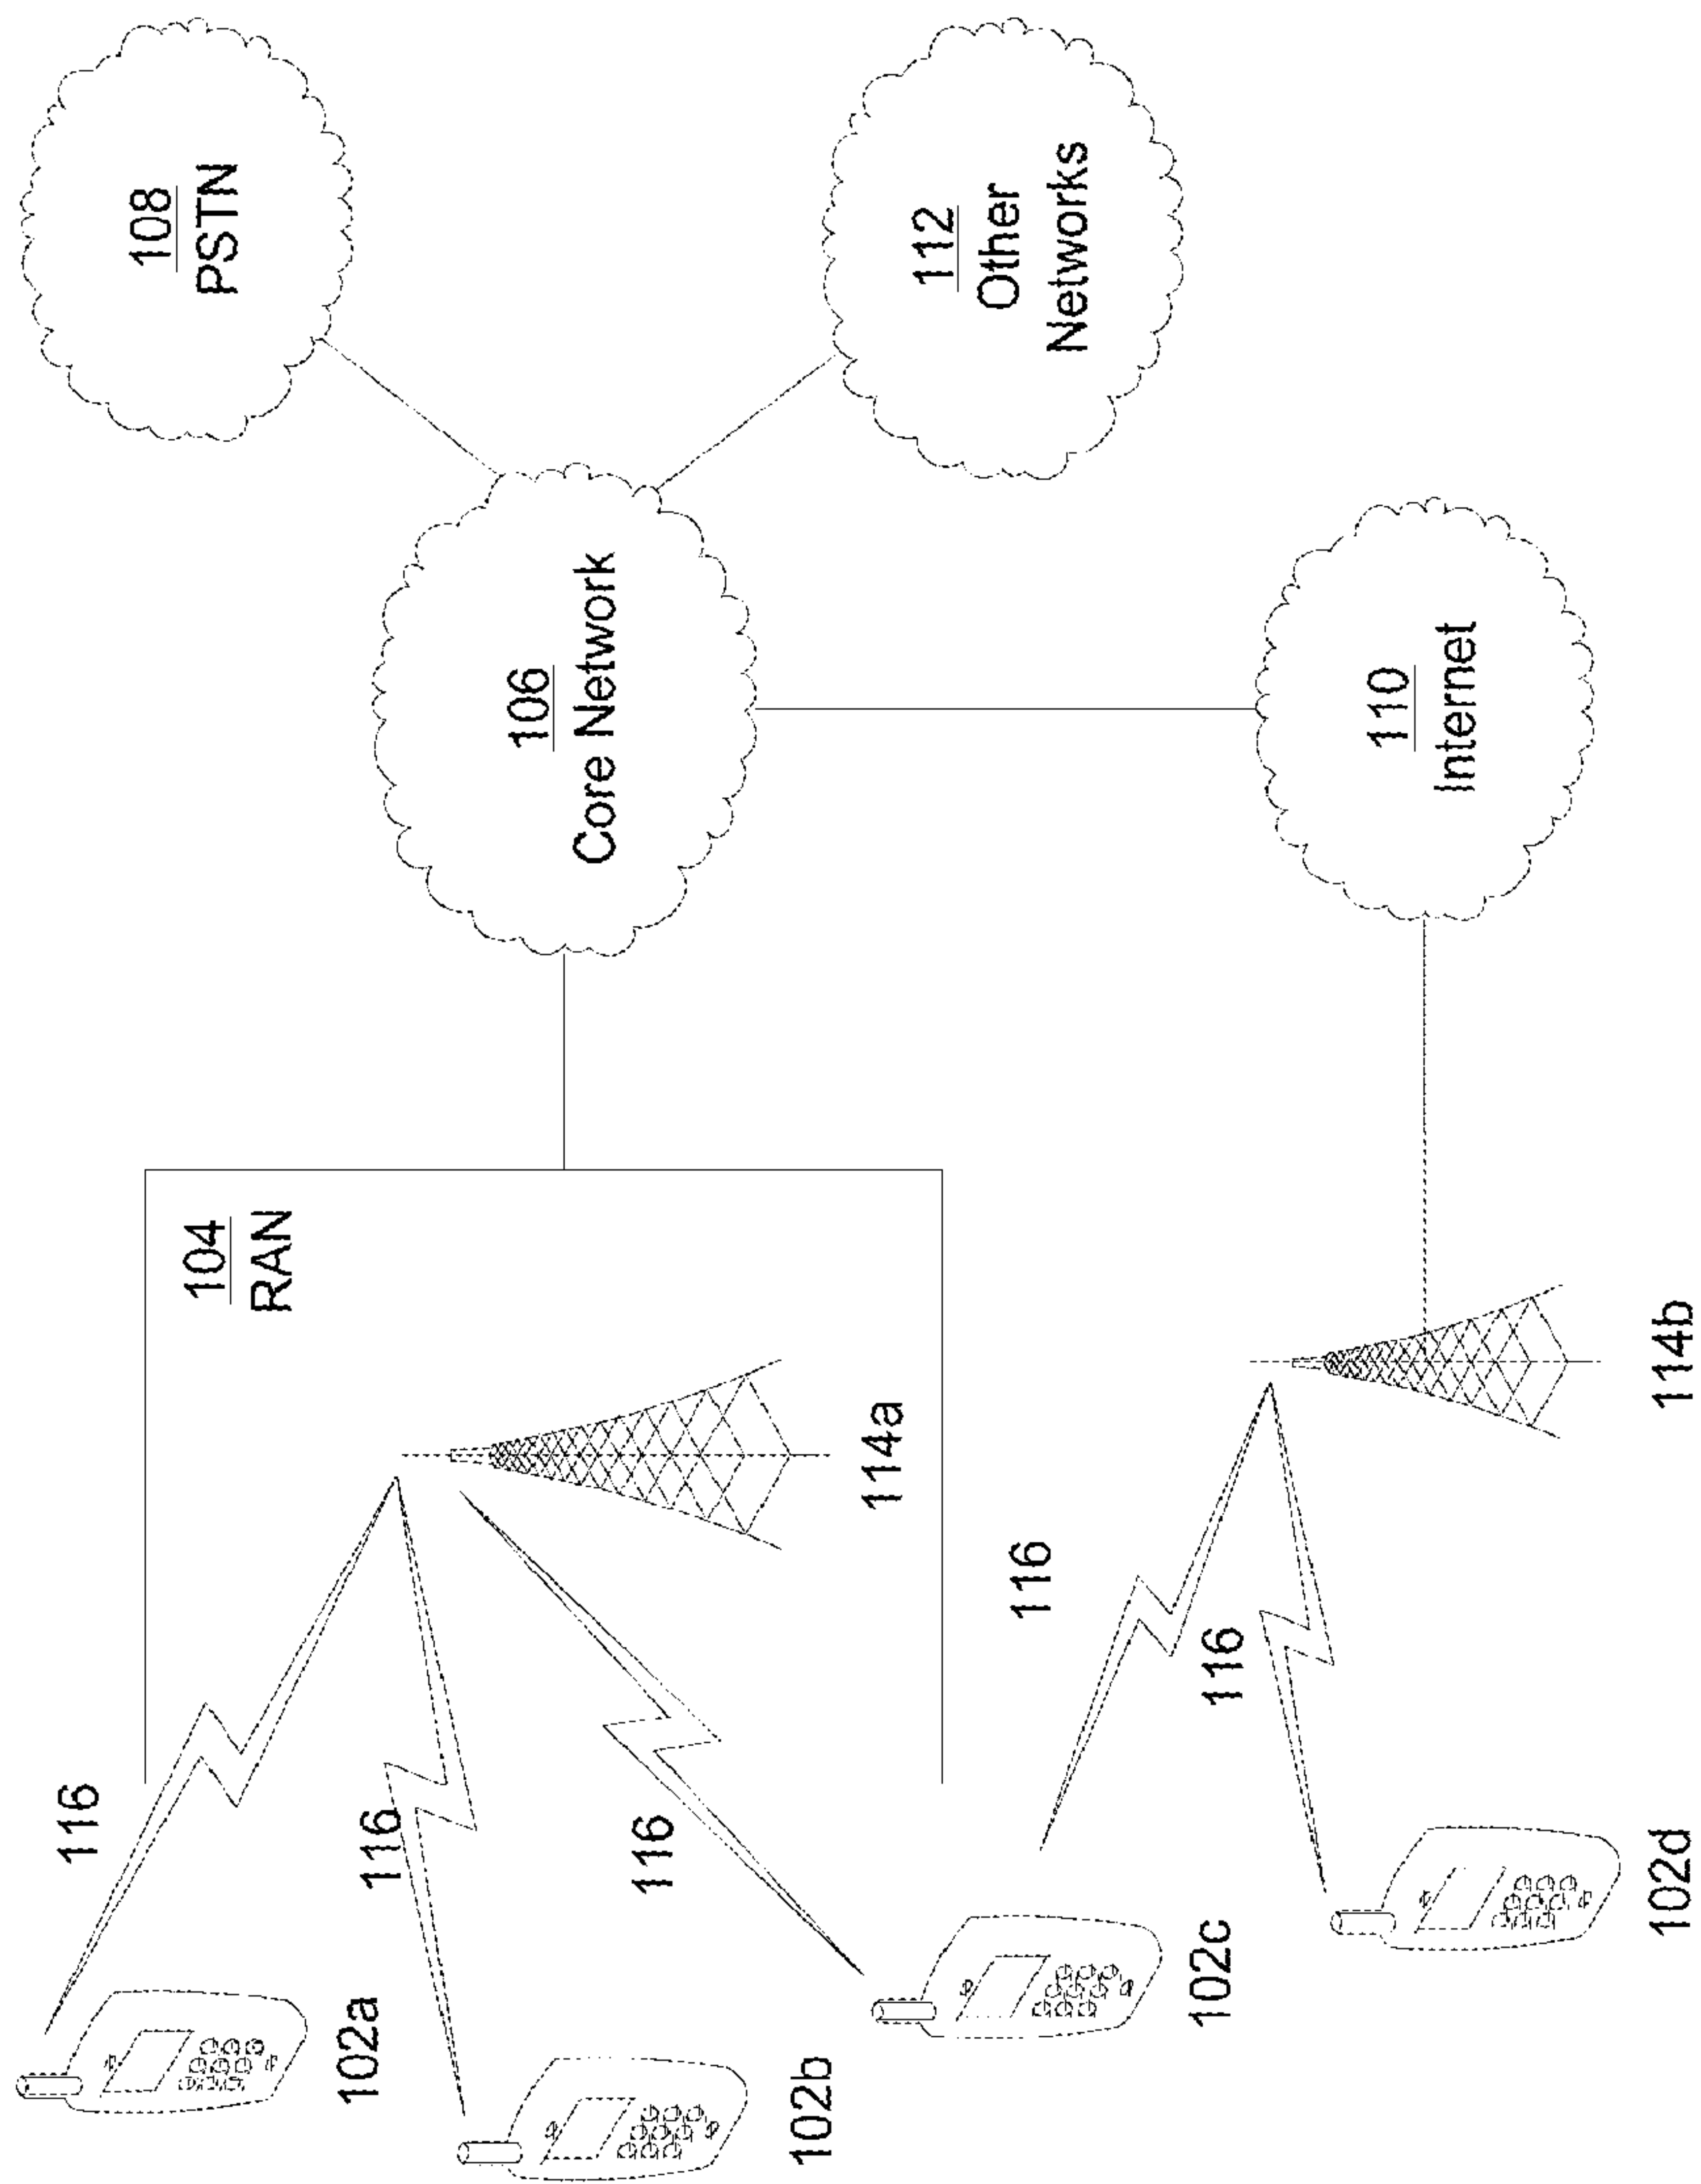 116
108
PSTN
104
RAN
102a
116
106
Core Network
116
102b
114a
112
Other
Networks
116
102c
116
110
Internet
102d
114b